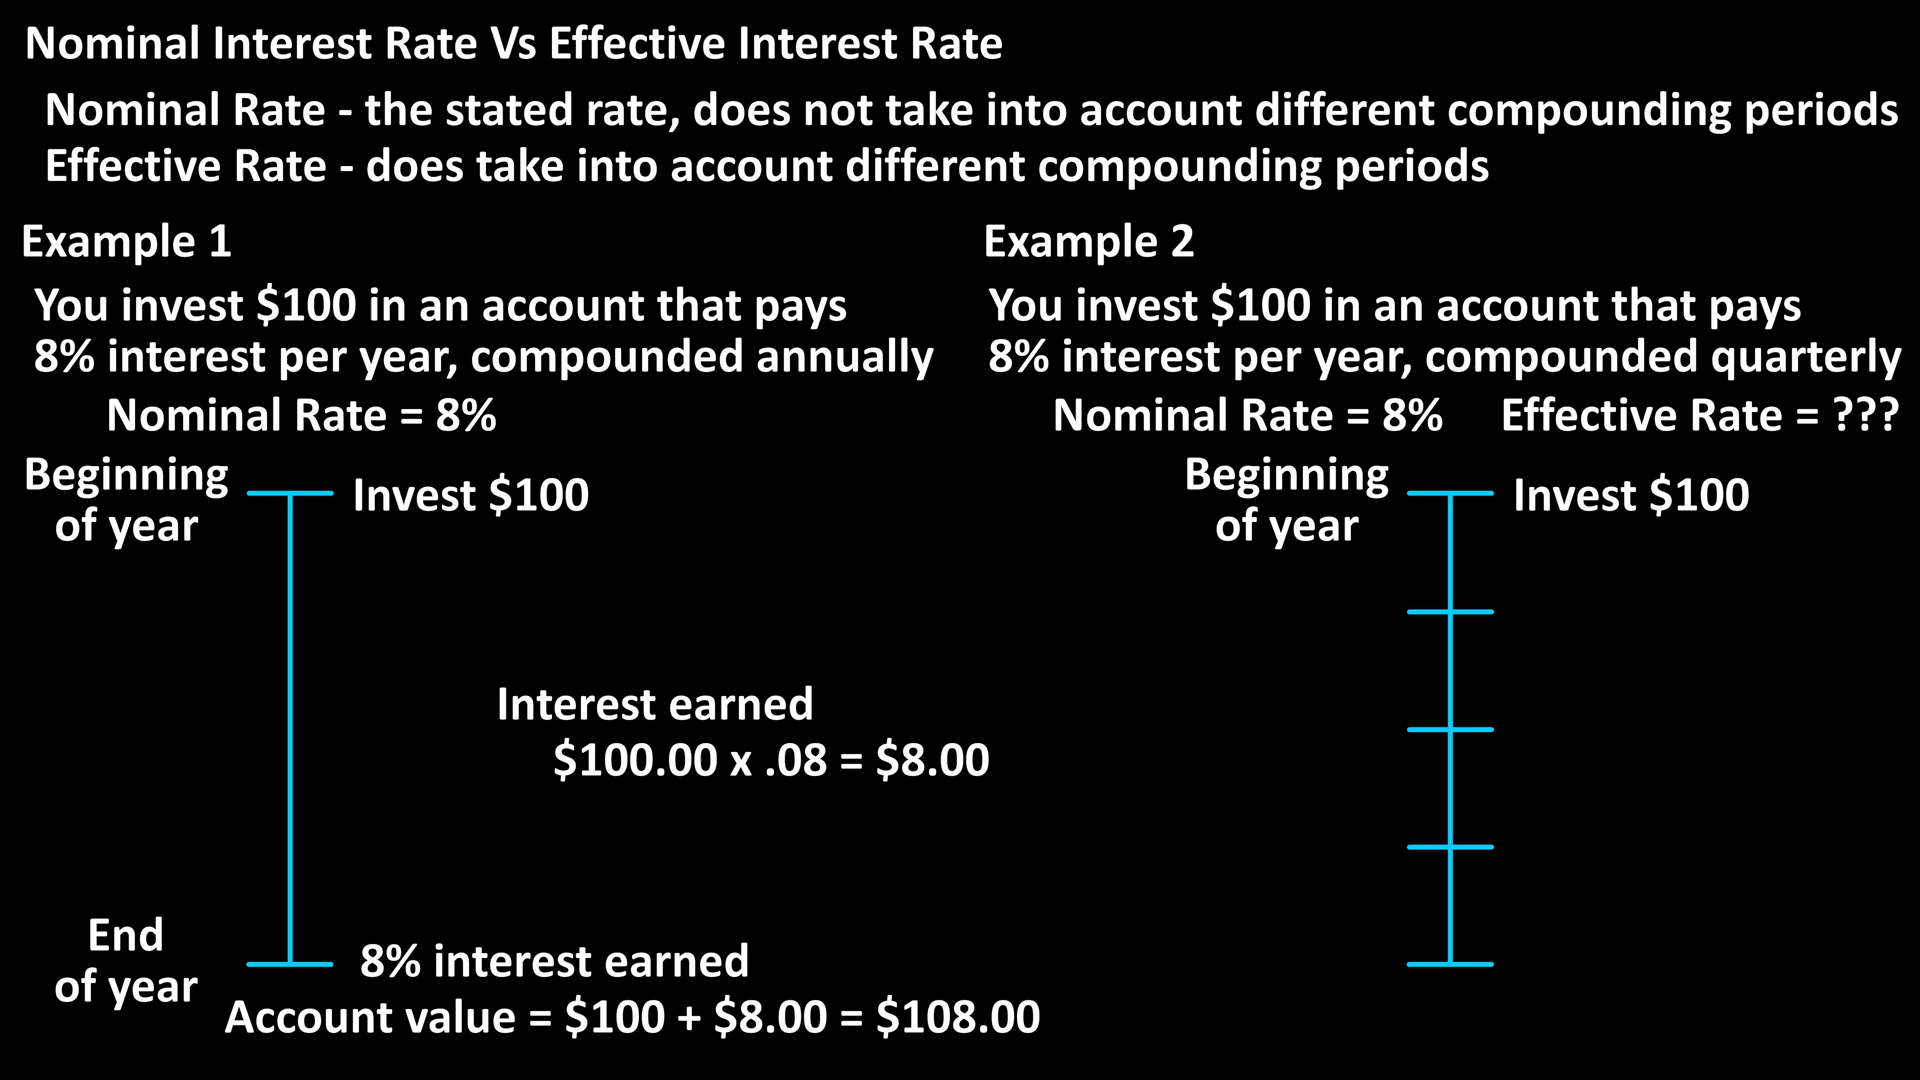 Nominal Interest Rate Vs Effective Interest Rate
Nominal Rate - the stated rate, does not take into account different compounding periods
Effective Rate - does take into account different compounding periods
Example 1
You invest $100 in an account that pays
8% interest per year, compounded annually
Nominal Rate = 8%
Beginning
of year
Invest $100
Interest earned
$100.00 x .08 = $8.00
End
of year
8% interest earned
Account value = $100 + $8.00 = $108.00
Example 2
You invest $100 in an account that pays
8% interest per year, compounded quarterly
Nominal Rate = 8%
Effective Rate = ???
Beginning
of year
Invest $100